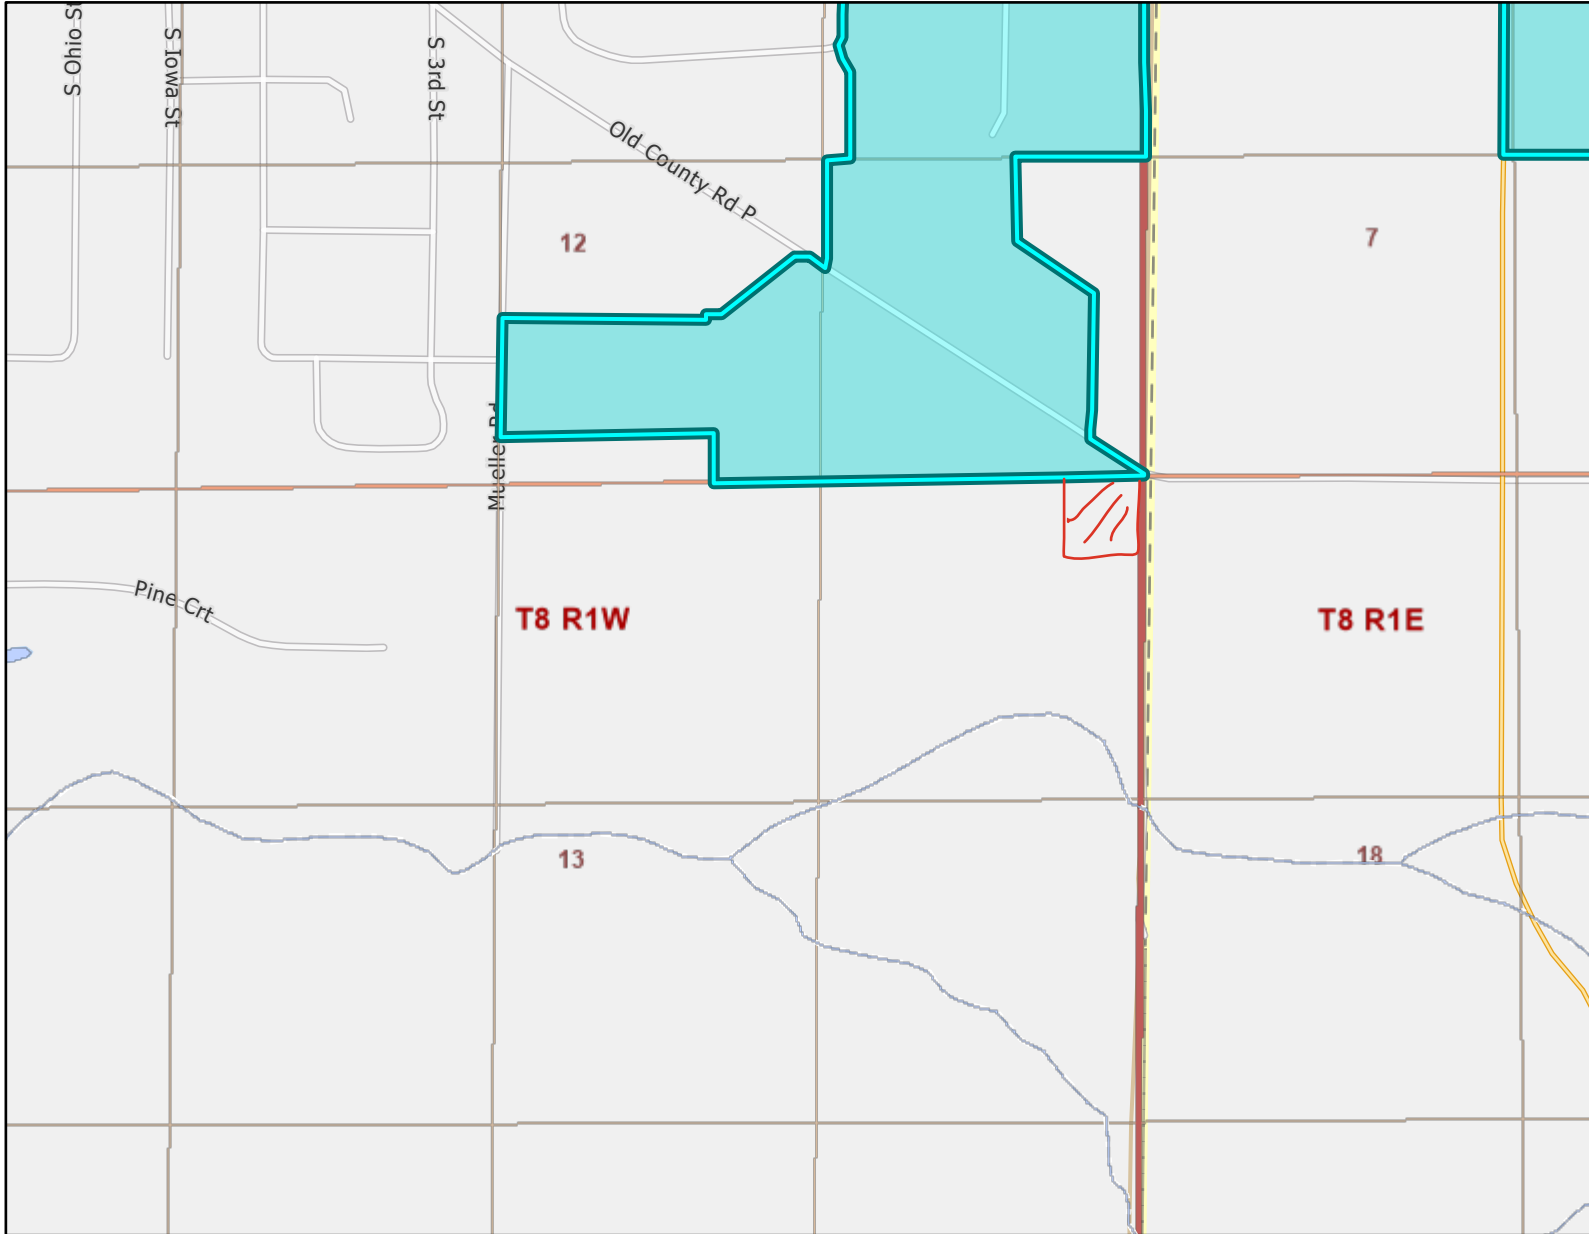 S Ohio St
S Iowa St
S 3rd St
Old County Rd P
12
7
Mueller Rd
Pine Crt
T8 R1W
T8 R1E
13
18